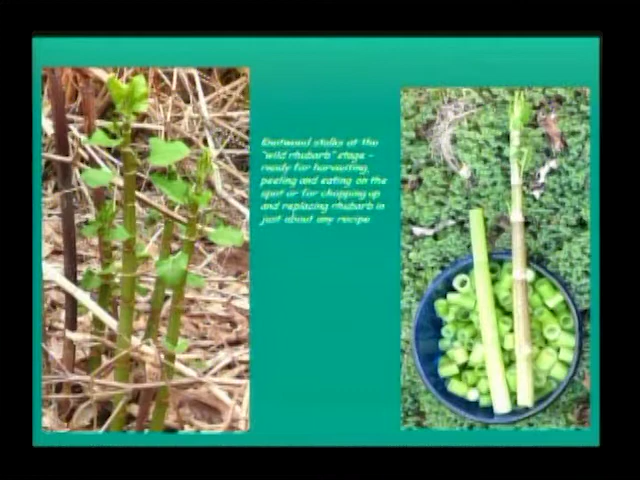 Knotweed stalks at the
"wild rhubarb" stage -
ready for harvesting,
peeling and eating on the
spot or for chopping up
and replacing rhubarb in
just about any recipe